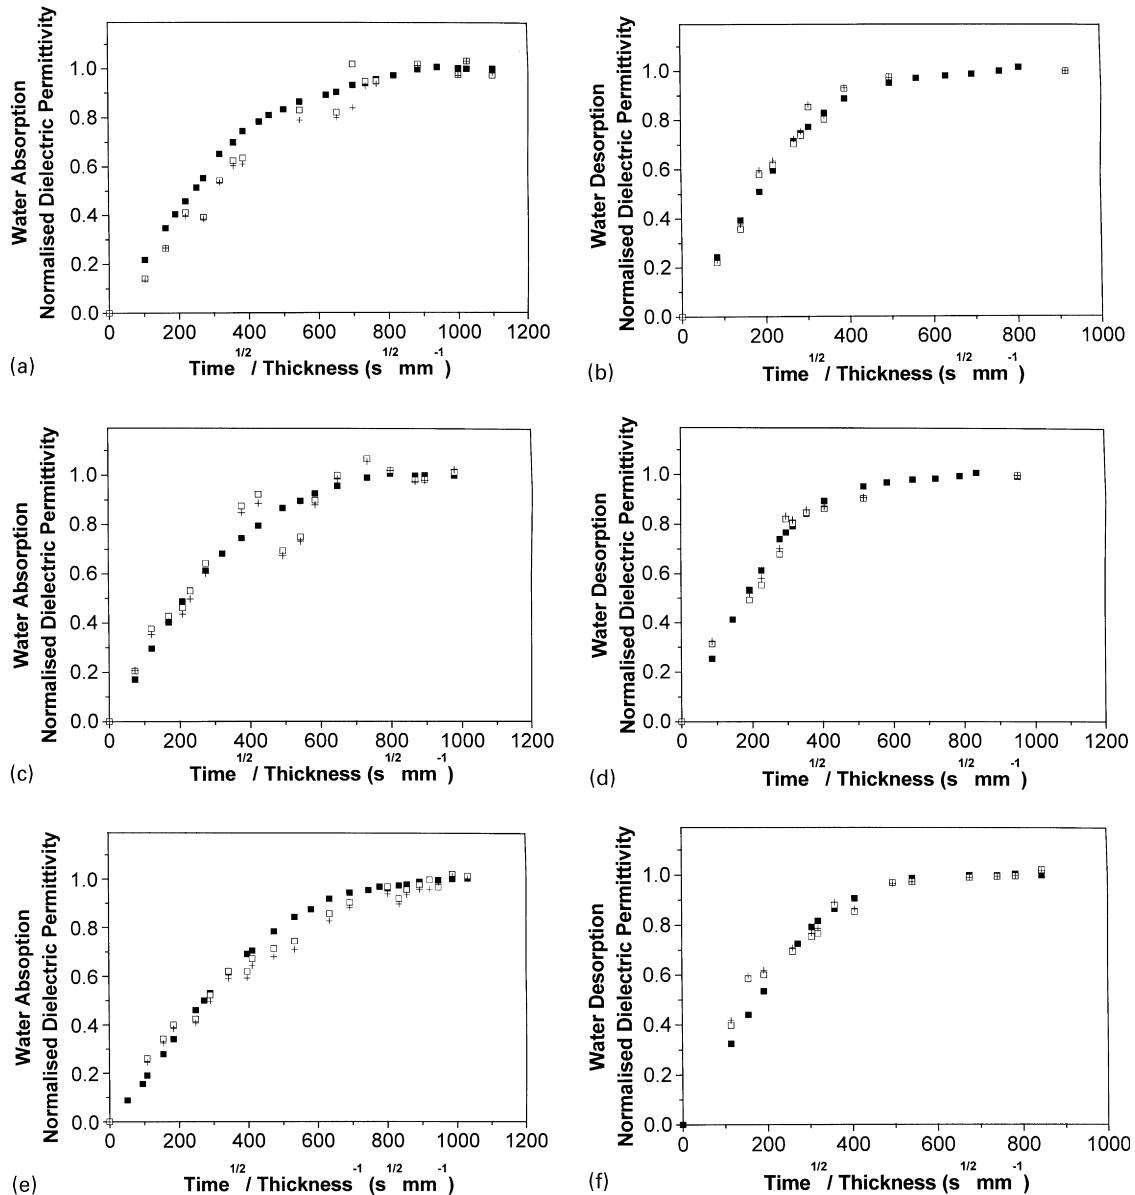 Water Absorption
Normalised Dielectric Permittivity
1.0
0.8
0.6
0.4
0.2
0.0
0 200 400 600 800 1000 1200
Time 1/2 / Thickness (s 1/2 mm -1 )
(a)
Water Desorption
Normalised Dielectric Permittivity
1.0
0.8
0.6
0.4
0.2
0.0
0 200 400 600 800 1000
Time 1/2 / Thickness (s 1/2 mm -1 )
(b)
Water Absorption
Normalised Dielectric Permittivity
1.0
0.8
0.6
0.4
0.2
0.0
0 200 400 600 800 1000 1200
Time 1/2 / Thickness (s 1/2 mm -1 )
(c)
Water Desorption
Normalised Dielectric Permittivity
1.0
0.8
0.6
0.4
0.2
0.0
0 200 400 600 800 1000 1200
Time 1/2 / Thickness (s 1/2 mm -1 )
(d)
Water Absoption
Normalised Dielectric Permittivity
1.0
0.8
0.6
0.4
0.2
0.0
0 200 400 600 800 1000 1200
Time 1/2 / Thickness -1 (s 1/2 mm -1 )
(e)
Water Desorption
Normalised Dielectric Permittivity
1.0
0.8
0.6
0.4
0.2
0.0
0 200 400 600 800 1000
Time 1/2 / Thickness (s 1/2 mm -1 )
(f)